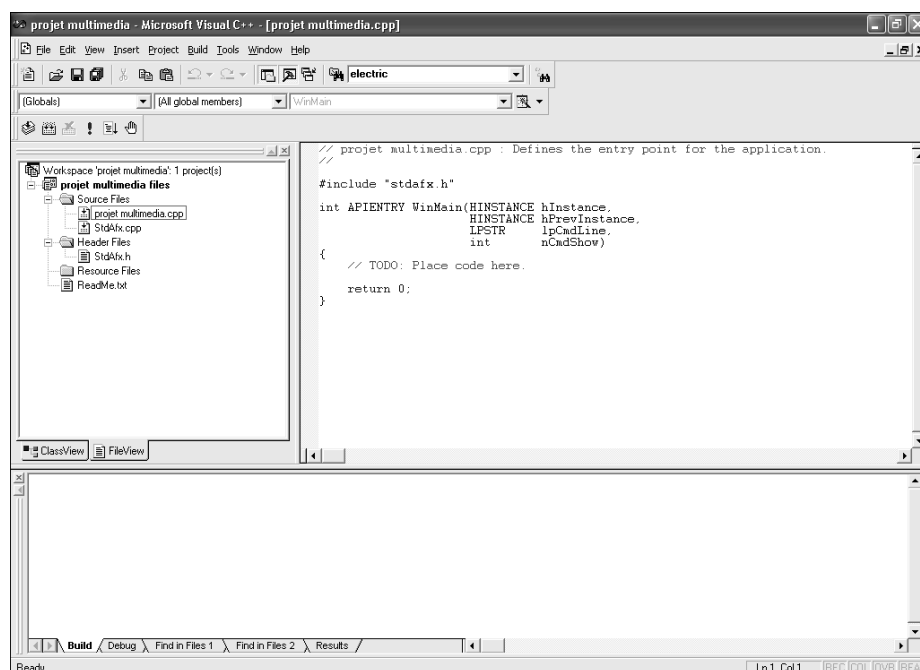 projet multimedia - Microsoft Visual C++ - [projet multimedia.cpp]
File Edit View Insert Project Build Tools Window Help
electric
(Globals) (All global members) WinMain
Workspace 'projet multimedia': 1 project(s)
projet multimedia files
Source Files
projet multimedia.cpp
StdAfx.cpp
Header Files
StdAfx.h
Resource Files
ReadMe.txt
ClassView FileView
// projet multimedia.cpp : Defines the entry point for the application.
//
#include "stdafx.h"
int APIENTRY WinMain(HINSTANCE hInstance,
HINSTANCE hPrevInstance,
LPSTR lpCmdLine,
int nCmdShow)
{
// TODO: Place code here.
return 0;
}
Build Debug Find in Files 1 Find in Files 2 Results
Ready Ln 1, Col 1 REC COL OVR REA